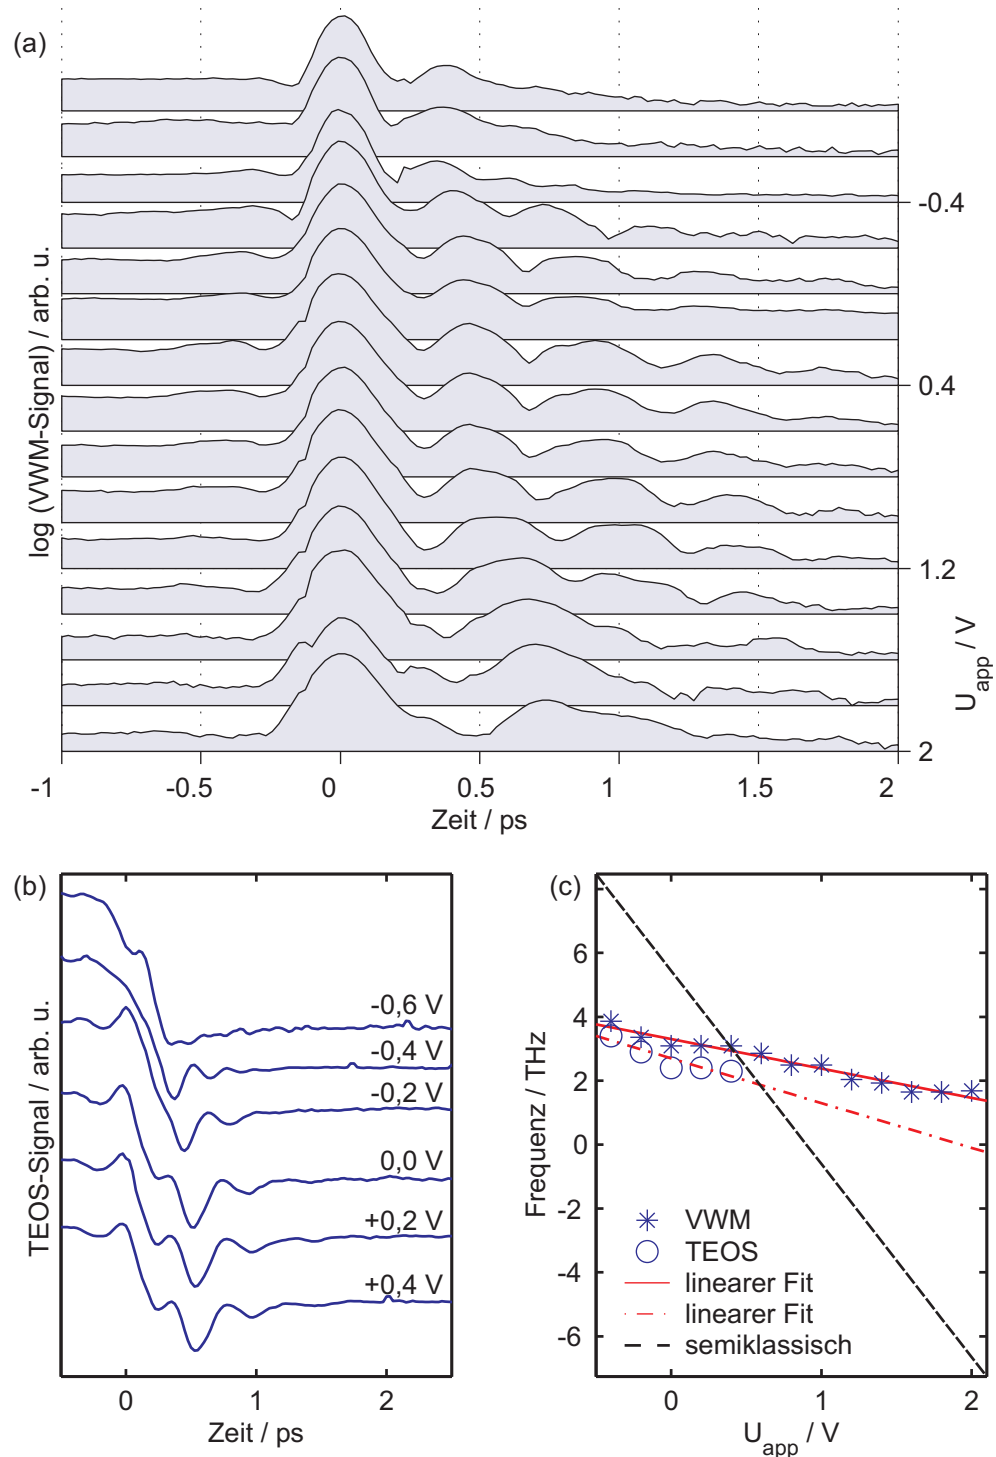 (a)
log (VWM-Signal) / arb. u.
-0.4
0.4
1.2
2
U_app / V
-1 -0.5 0 0.5 1 1.5 2
Zeit / ps
(b)
TEOS-Signal / arb. u.
-0,6 V
-0,4 V
-0,2 V
0,0 V
+0,2 V
+0,4 V
0 1 2
Zeit / ps
(c)
Frequenz / THz
6
4
2
0
-2
-4
-6
VWM
TEOS
linearer Fit
linearer Fit
semiklassisch
0 1 2
U_app / V